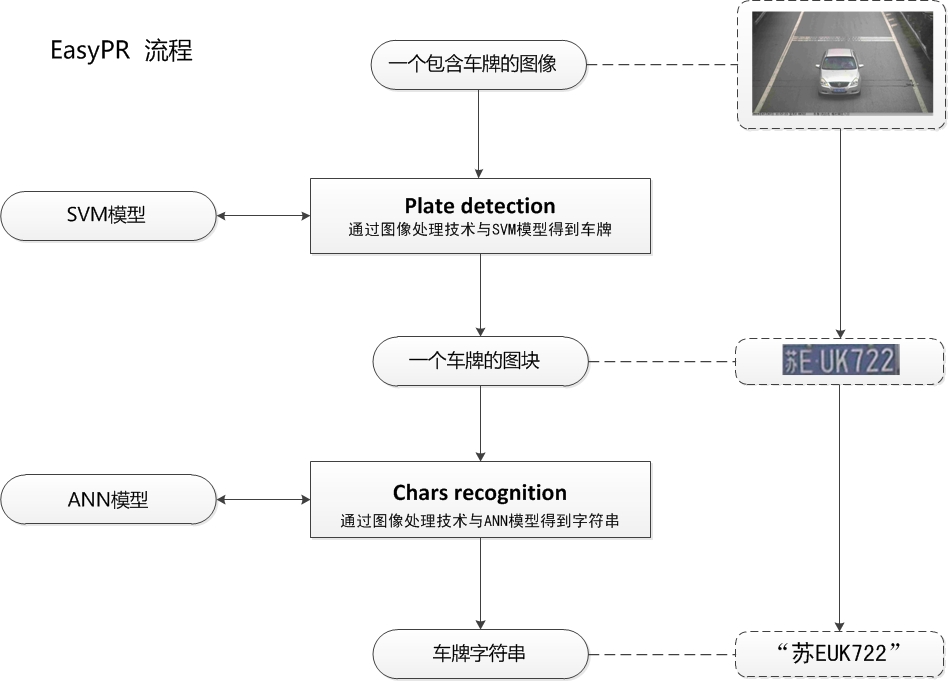 EasyPR 流程
一个包含车牌的图像
SVM模型
Plate detection
通过图像处理技术与SVM模型得到车牌
一个车牌的图块
苏E·UK722
ANN模型
Chars recognition
通过图像处理技术与ANN模型得到字符串
车牌字符串
“苏EUK722”